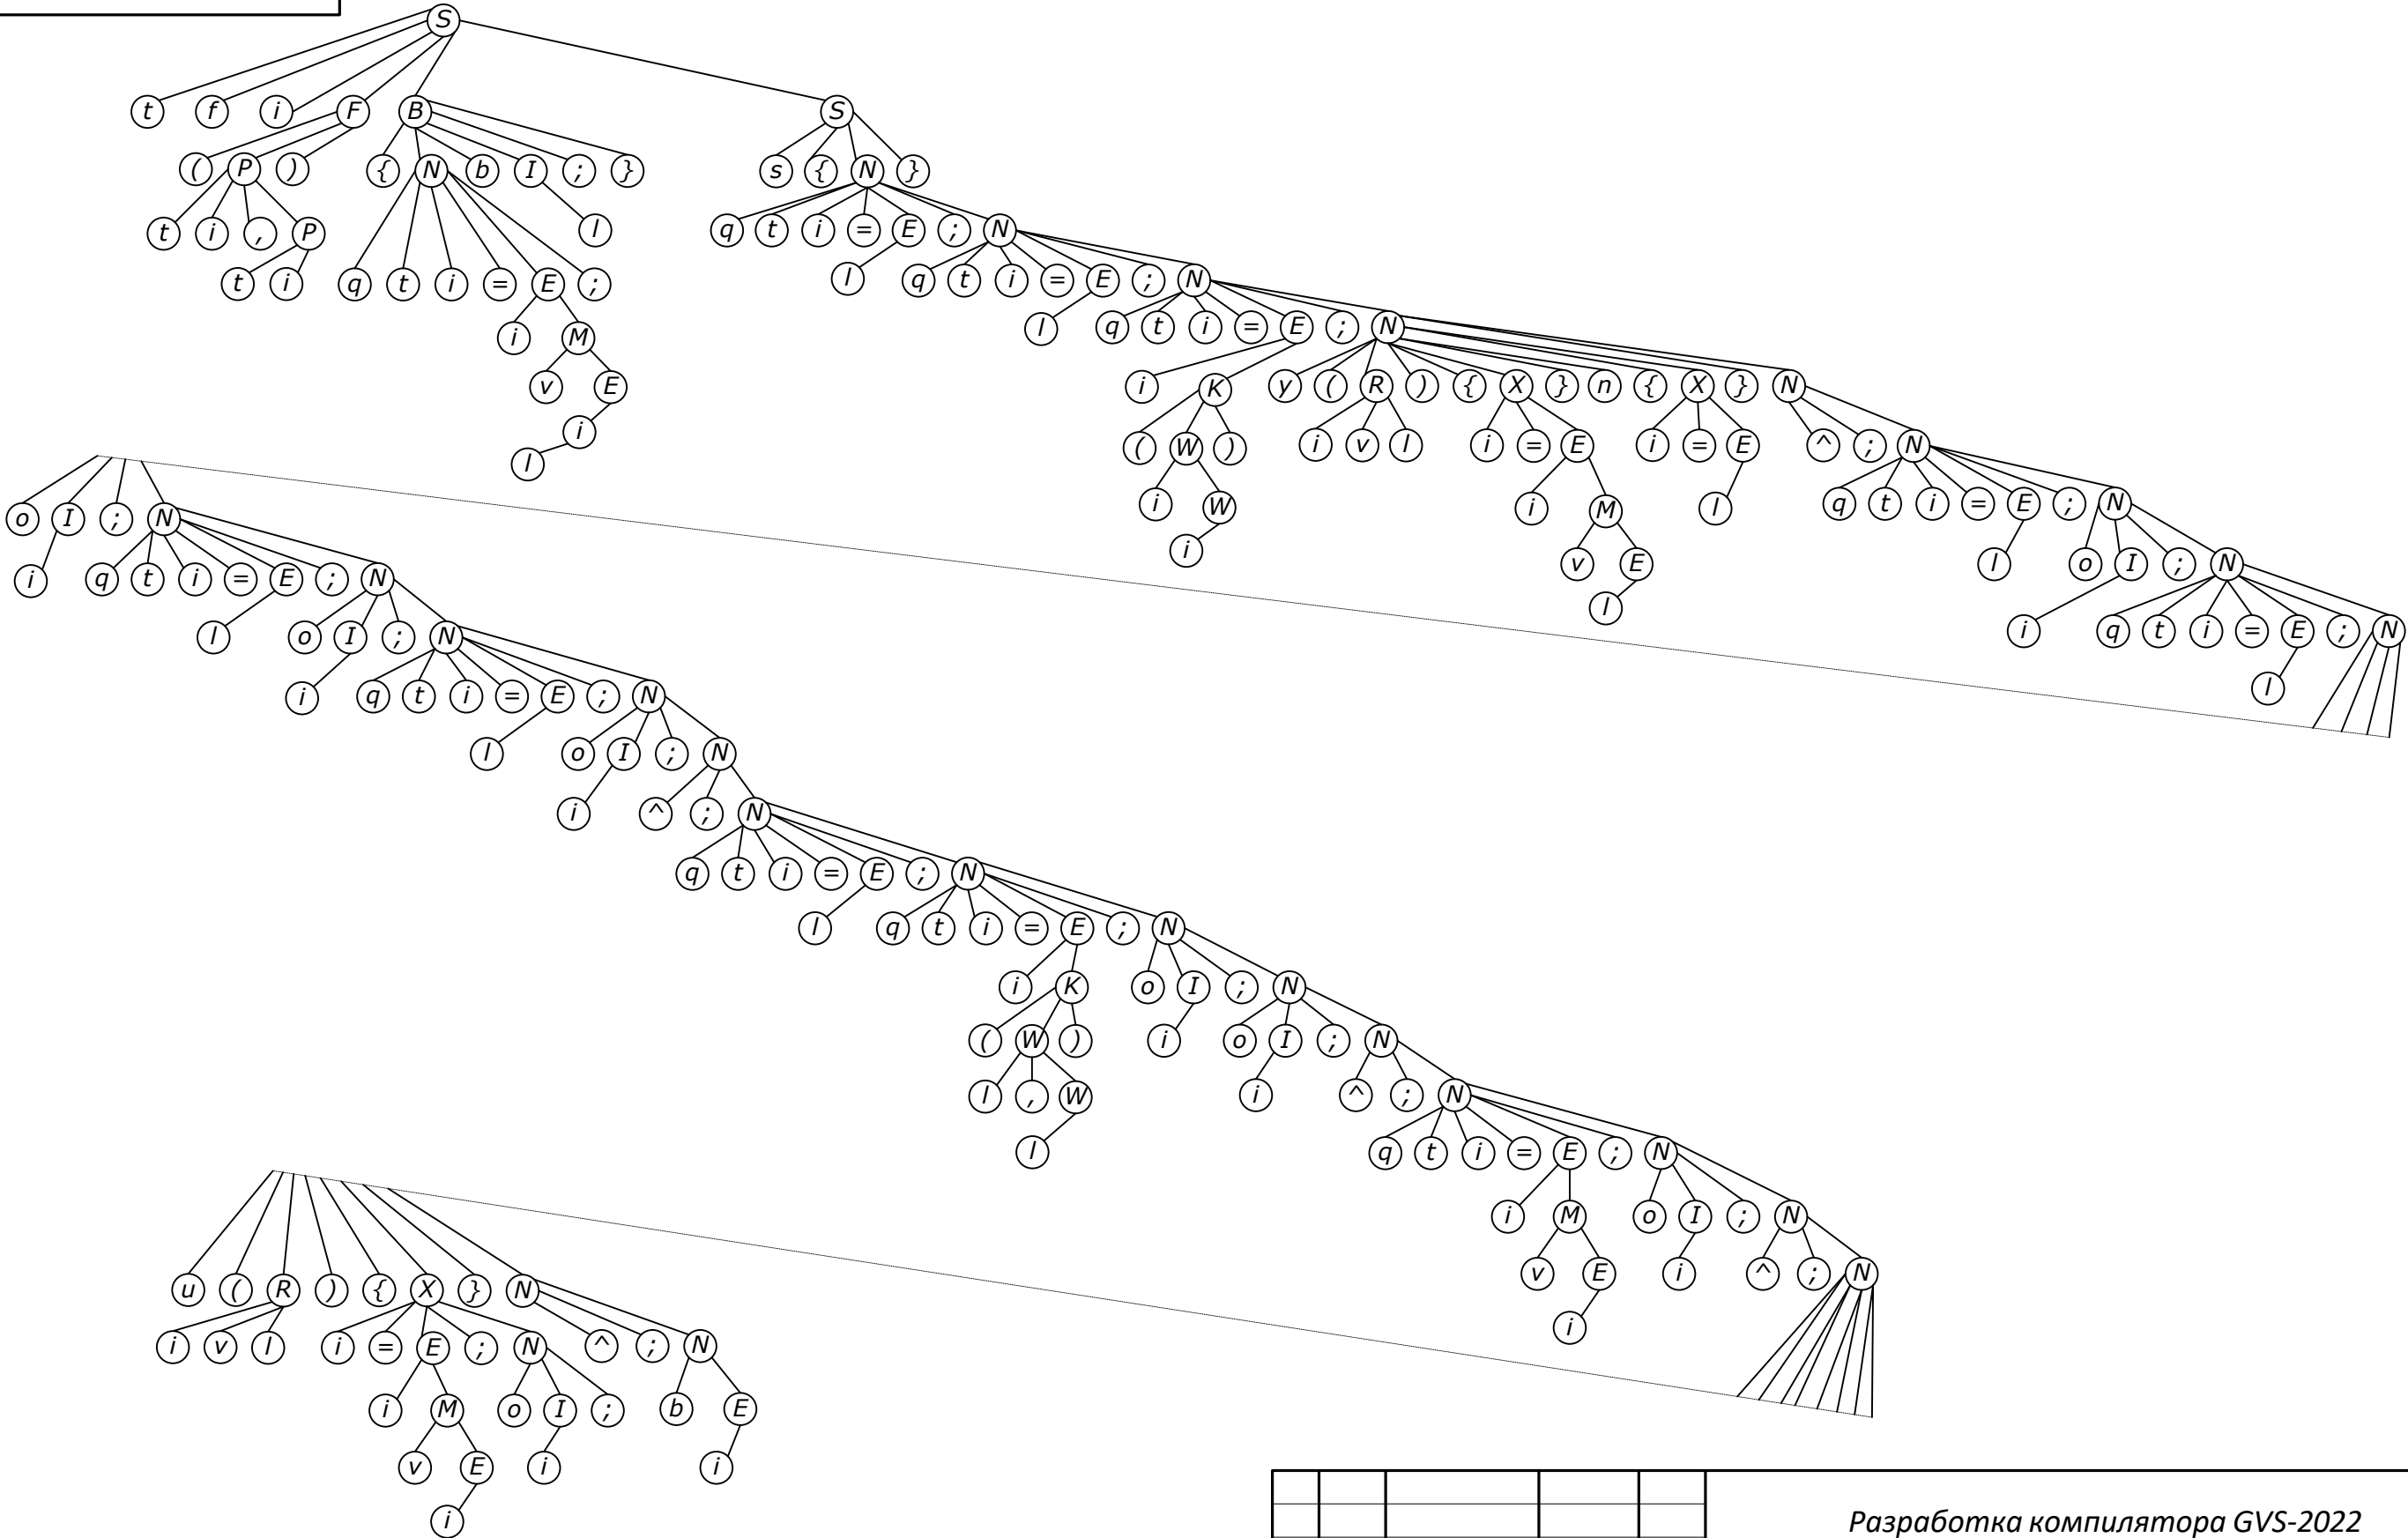 S
t f i F B S
( P ) { N b I ; } s { N }
t i , P l q t i = E ; N
t i q t i = E ; l q t i = E ; N
i M l q t i = E ; N
v E i K y ( R ) { X } n { X } N
i ( W ) i v l i = E i = E ^ ; N
l i W i M l q t i = E ; N
o I ; N i v E l o I ; N
i q t i = E ; N l i q t i = E ; N
l o I ; N l
i q t i = E ; N
l o I ; N
i ^ ; N
q t i = E ; N
l q t i = E ; N
i K o I ; N
( W ) i o I ; N
l , W i ^ ; N
l q t i = E ; N
i M o I ; N
v E i ^ ; N
i
u ( R ) { X } N
i v l i = E ; N ^ ; N
i M o I ; b E
v E i i
i
Разработка компилятора GVS-2022